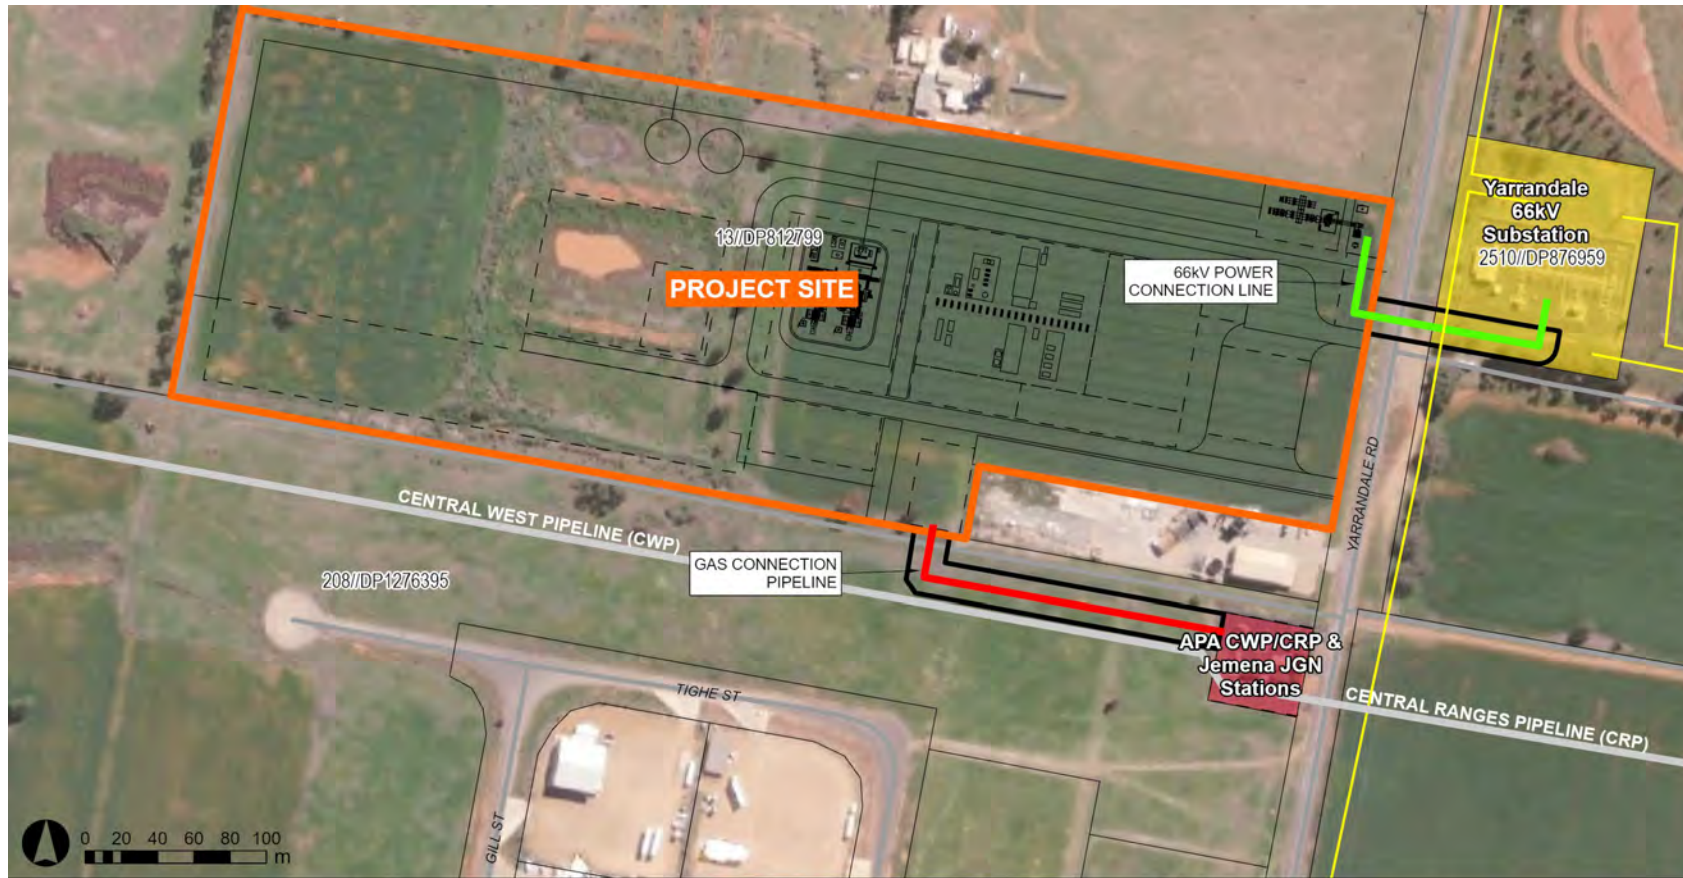 Yarrandale
66kV
Substation
2510//DP876959
13//DP812799
PROJECT SITE
66kV POWER
CONNECTION LINE
YARRANDALE RD
CENTRAL WEST PIPELINE (CWP)
GAS CONNECTION
PIPELINE
208//DP1276395
APA CWP/CRP &
Jemena JGN
Stations
CENTRAL RANGES PIPELINE (CRP)
TIGHE ST
GILL ST
0 20 40 60 80 100
m